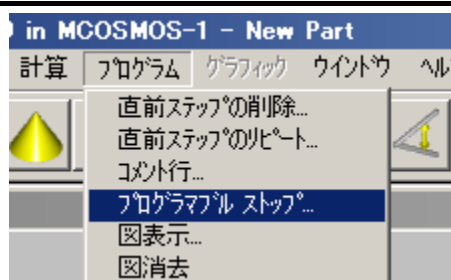 in MCOSMOS-1 - New Part
計算 ﾌﾟﾛｸﾞﾗﾑ ｸﾞﾗﾌｨｯｸ ｳｲﾝﾄﾞｳ ﾍﾙ
直前ｽﾃｯﾌﾟの削除...
直前ｽﾃｯﾌﾟのﾘﾋﾟｰﾄ...
ｺﾒﾝﾄ行...
ﾌﾟﾛｸﾞﾗﾏﾌﾞﾙ ｽﾄｯﾌﾟ...
図表示...
図消去